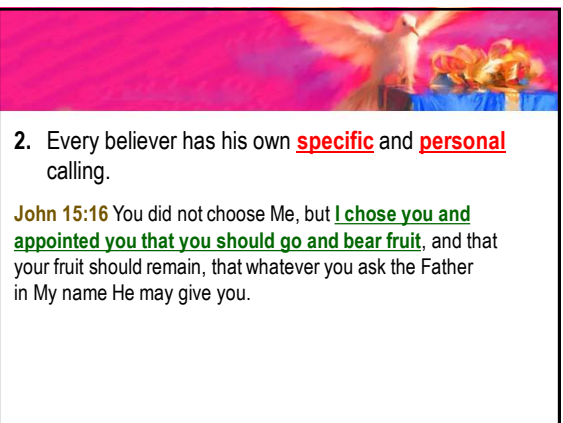 2. Every believer has his own specific and personal
calling.
John 15:16 You did not choose Me, but I chose you and
appointed you that you should go and bear fruit, and that
your fruit should remain, that whatever you ask the Father
in My name He may give you.